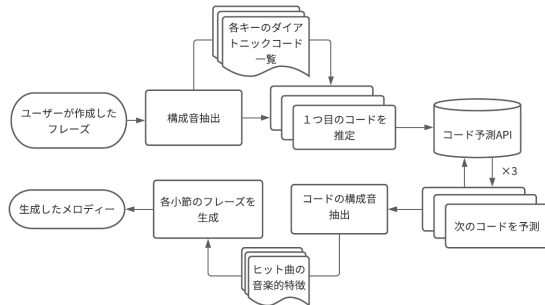 各キーのダイア
トニックコード
一覧
ユーザーが作成した
フレーズ
構成音抽出
１つ目のコードを
推定
コード予測API
×3
生成したメロディー
各小節のフレーズを
生成
コードの構成音
抽出
次のコードを予測
ヒット曲の
音楽的特徴